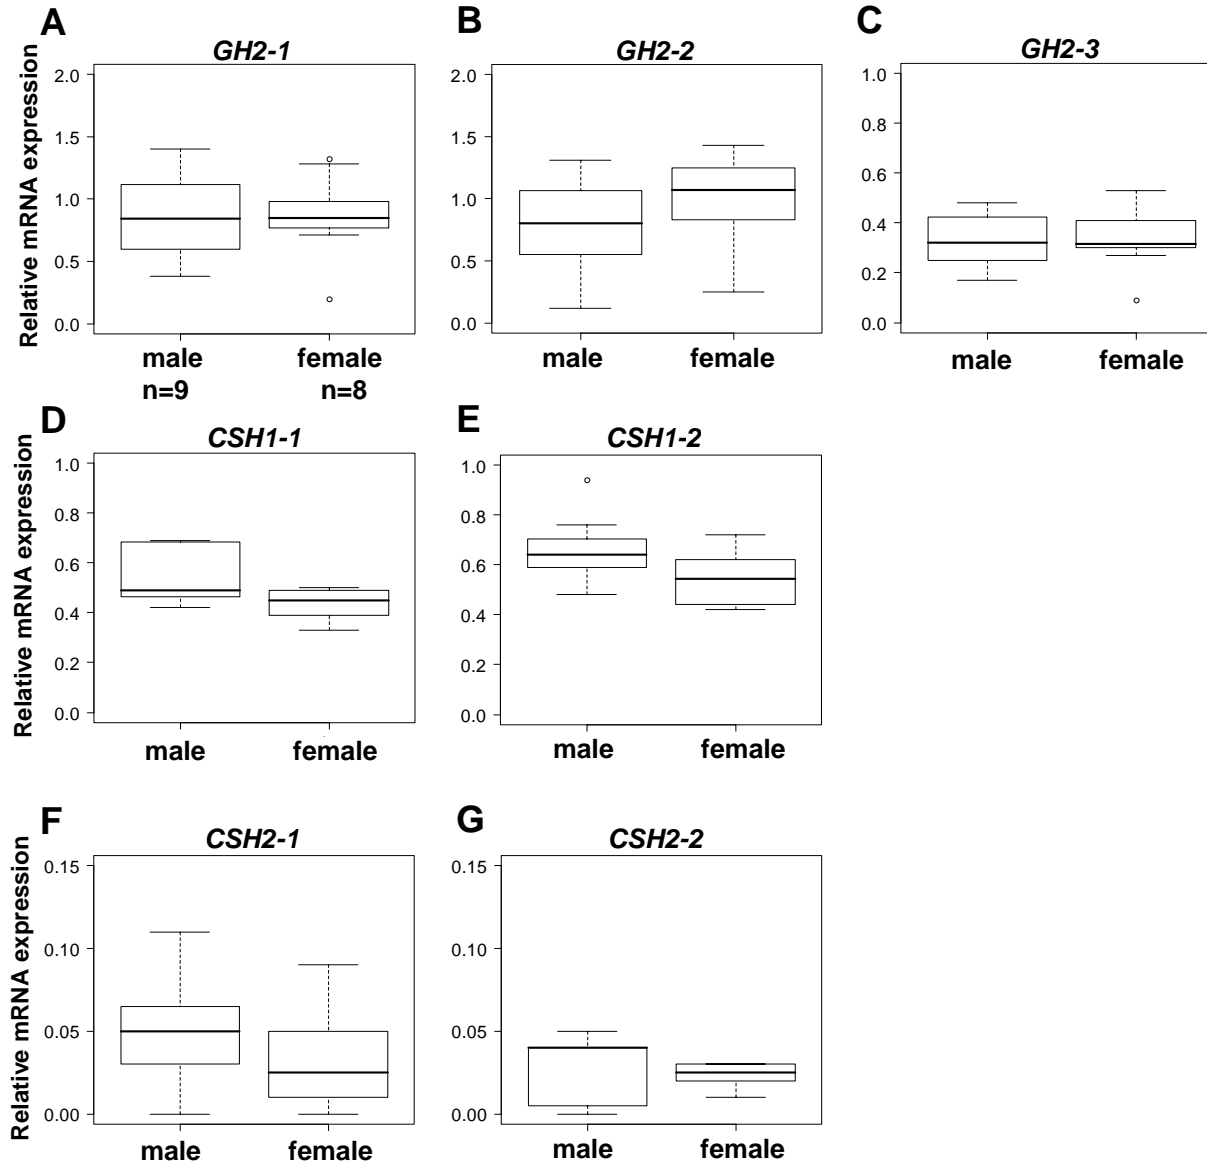 A
GH2-1
Relative mRNA expression
2.0
1.5
1.0
0.5
0.0
male
female
n=9
n=8
B
GH2-2
2.0
1.5
1.0
0.5
0.0
male
female
C
GH2-3
1.0
0.8
0.6
0.4
0.2
0.0
male
female
D
CSH1-1
Relative mRNA expression
1.0
0.8
0.6
0.4
0.2
0.0
male
female
E
CSH1-2
1.0
0.8
0.6
0.4
0.2
0.0
male
female
F
CSH2-1
Relative mRNA expression
0.15
0.10
0.05
0.00
male
female
G
CSH2-2
0.15
0.10
0.05
0.00
male
female